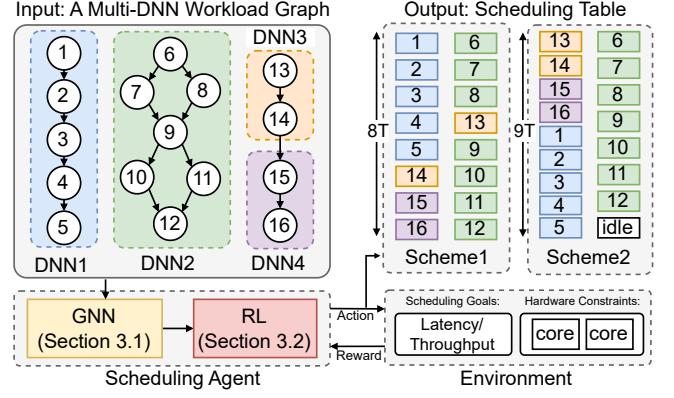 Input: A Multi-DNN Workload Graph
Output: Scheduling Table
DNN3
1
2
3
4
5
6
7 8
9
10 11
12
13
14
15
16
DNN1
DNN2
DNN4
8T
1 6
2 7
3 8
4 13
5 9
14 10
15 11
16 12
Scheme1
9T
13 6
14 7
15 8
16 9
1 10
2 11
3 12
4 idle
5
Scheme2
GNN
(Section 3.1)
RL
(Section 3.2)
Scheduling Agent
Action
Reward
Scheduling Goals:
Latency/
Throughput
Hardware Constraints:
core core
Environment